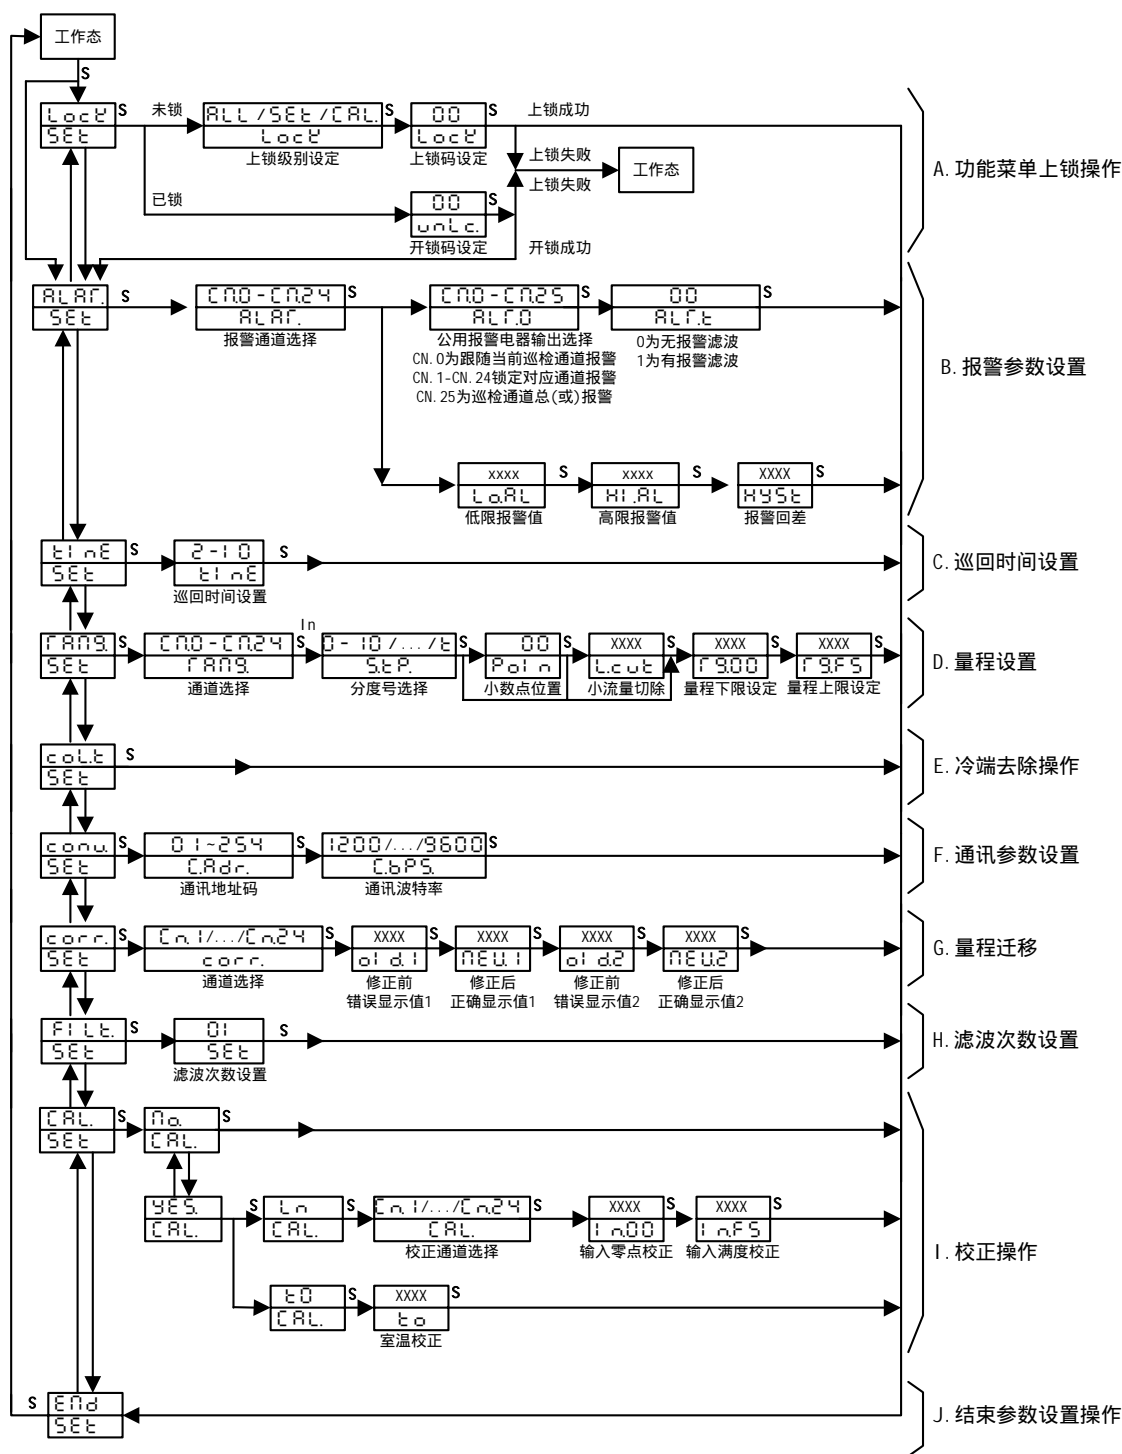 工作态
S
LocK S 未锁 ALL /SEt /CAL. S 00 S 上锁成功
SEt LocK LocK
上锁级别设定 上锁码设定 上锁失败
工作态
A.功能菜单上锁操作
上锁失败
已锁 00 S
unLc.
开锁码设定 开锁成功
ALAr. S CN.0-CN.24 S CN.0-CN.25 S 00 S
SEt ALAr. ALr.0 ALr.t
报警通道选择 公用报警电器输出选择 0为无报警滤波
CN.0为跟随当前巡检通道报警 1为有报警滤波
CN.1-CN.24锁定对应通道报警
CN.25为巡检通道总(或)报警
B.报警参数设置
xxxx S xxxx S XXXX S
Lo.AL HI.AL HYSt
低限报警值 高限报警值 报警回差
tInE S 2-10 S
SEt tInE
巡回时间设置
C.巡回时间设置
In
rANg. S CN.0-CN.24 S 0-10/.../t S 00 S XXXX S XXXX S XXXX S
SEt rANg. S.tP. PoIn L.cut rg.00 rg.FS
通道选择 分度号选择 小数点位置 小流量切除 量程下限设定 量程上限设定
D.量程设置
coL.t S
SEt
E.冷端去除操作
conu. S 01~254 S 1200/.../9600 S
SEt C.Adr. C.bPS.
通讯地址码 通讯波特率
F.通讯参数设置
corr. S Cn.1/.../Cn.24 S XXXX S XXXX S XXXX S XXXX S
SEt corr. oLd.1 NEU.1 oLd.2 NEU.2
通道选择 修正前 修正后 修正前 修正后
错误显示值1 正确显示值1 错误显示值2 正确显示值2
G.量程迁移
FILt. S 01 S
SEt SEt
滤波次数设置
H.滤波次数设置
CAL. S No. S
SEt CAL.
YES. S Ln S Cn.1/.../Cn.24 S XXXX S XXXX S
CAL. CAL. CAL. In.00 In.FS
校正通道选择 输入零点校正 输入满度校正
I.校正操作
t0 S XXXX S
CAL. to
室温校正
S ENd
SEt
J.结束参数设置操作